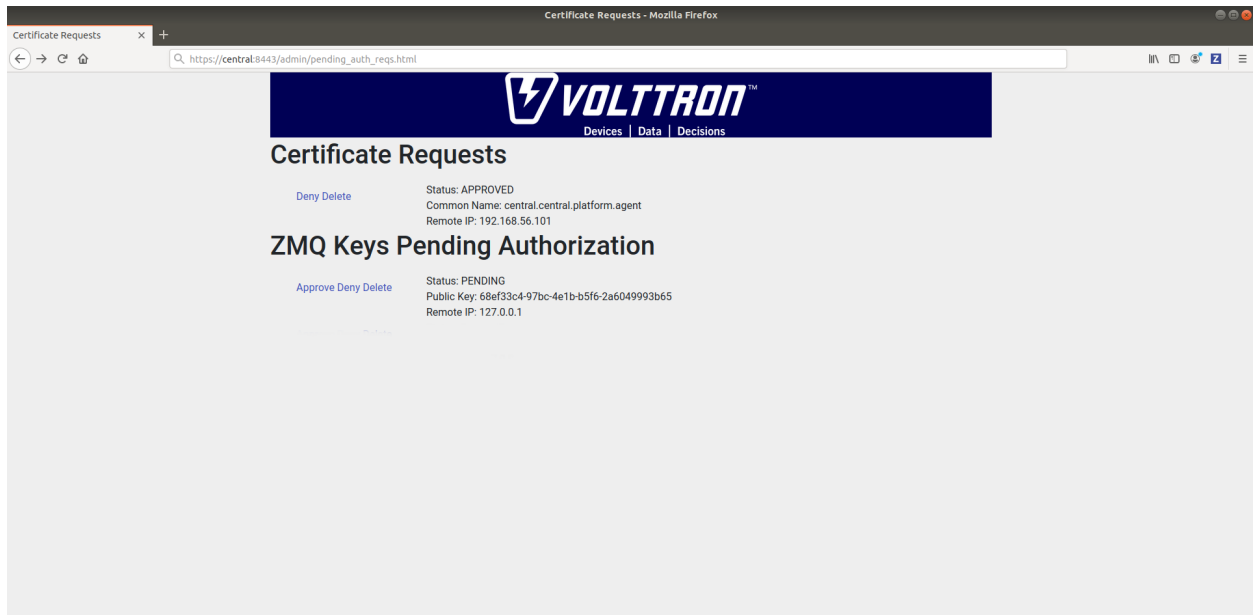 Certificate Requests - Mozilla Firefox
Certificate Requests
https://central:8443/admin/pending_auth_reqs.html
Z
VOLTTRON™
Devices | Data | Decisions
Certificate Requests
Deny Delete
Status: APPROVED
Common Name: central.central.platform.agent
Remote IP: 192.168.56.101
ZMQ Keys Pending Authorization
Approve Deny Delete
Status: PENDING
Public Key: 68ef33c4-97bc-4e1b-b5f6-2a6049993b65
Remote IP: 127.0.0.1